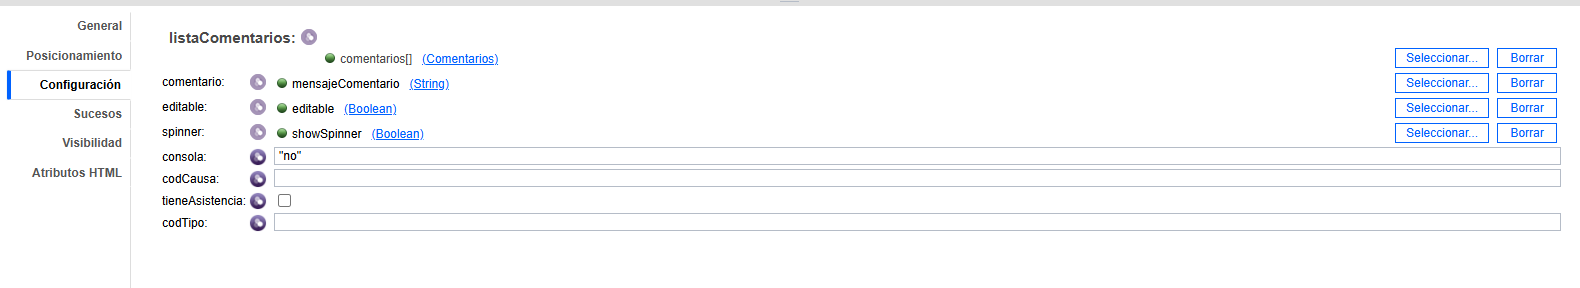 General
Posicionamiento
Configuración
Sucesos
Visibilidad
Atributos HTML
listaComentarios:
comentarios[] (Comentarios) Seleccionar... Borrar
comentario: mensajeComentario (String) Seleccionar... Borrar
editable: editable (Boolean) Seleccionar... Borrar
spinner: showSpinner (Boolean) Seleccionar... Borrar
consola: "no"
codCausa:
tieneAsistencia:
codTipo: